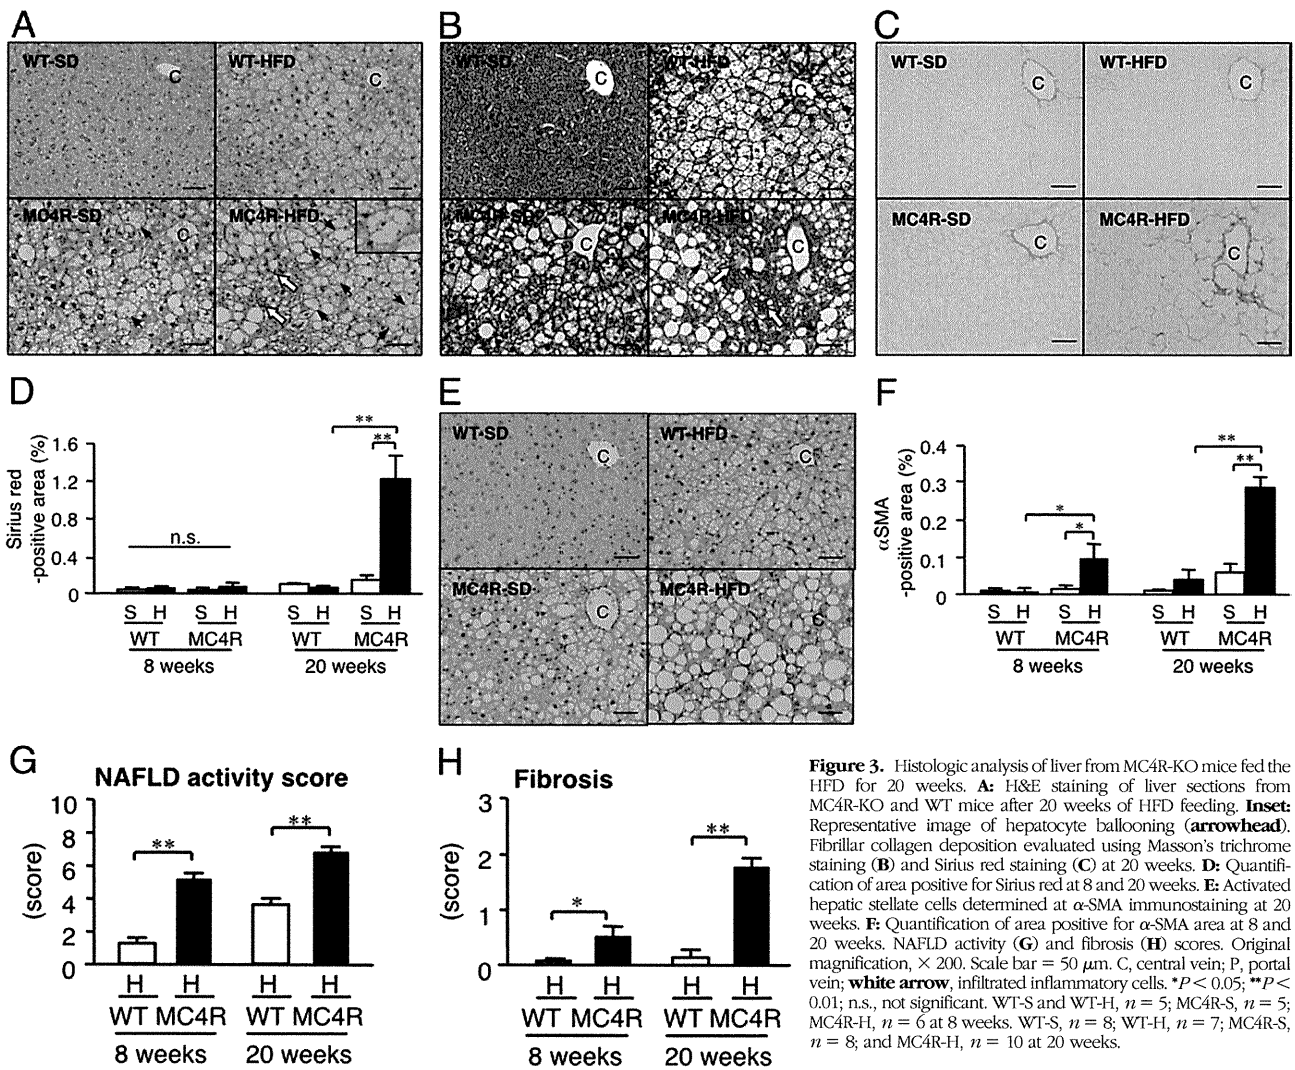 A
WT-SD
C
WT-HFD
C
MC4R-SD
C
MC4R-HFD
B
WT-SD
C
WT-HFD
C
MC4R-SD
C
MC4R-HFD
C
C
WT-SD
C
WT-HFD
C
MC4R-SD
C
MC4R-HFD
C
D
Sirius red
-positive area (%)
1.6
1.2
0.8
0.4
0
n.s.
**
**
S H S H S H S H
WT MC4R WT MC4R
8 weeks 20 weeks
E
WT-SD
C
WT-HFD
C
MC4R-SD
C
MC4R-HFD
C
F
αSMA
-positive area (%)
0.4
0.3
0.2
0.1
0
*
*
**
**
S H S H S H S H
WT MC4R WT MC4R
8 weeks 20 weeks
G
NAFLD activity score
(score)
10
8
6
4
2
0
**
**
H H H H
WT MC4R WT MC4R
8 weeks 20 weeks
H
Fibrosis
(score)
3
2
1
0
*
**
H H H H
WT MC4R WT MC4R
8 weeks 20 weeks
Figure 3. Histologic analysis of liver from MC4R-KO mice fed the
HFD for 20 weeks. A: H&E staining of liver sections from
MC4R-KO and WT mice after 20 weeks of HFD feeding. Inset:
Representative image of hepatocyte ballooning (arrowhead).
Fibrillar collagen deposition evaluated using Masson's trichrome
staining (B) and Sirius red staining (C) at 20 weeks. D: Quantifi-
cation of area positive for Sirius red at 8 and 20 weeks. E: Activated
hepatic stellate cells determined at α-SMA immunostaining at 20
weeks. F: Quantification of area positive for α-SMA area at 8 and
20 weeks. NAFLD activity (G) and fibrosis (H) scores. Original
magnification, × 200. Scale bar = 50 μm. C, central vein; P, portal
vein; white arrow, infiltrated inflammatory cells. *P < 0.05; **P <
0.01; n.s., not significant. WT-S and WT-H, n = 5; MC4R-S, n = 5;
MC4R-H, n = 6 at 8 weeks. WT-S, n = 8; WT-H, n = 7; MC4R-S,
n = 8; and MC4R-H, n = 10 at 20 weeks.